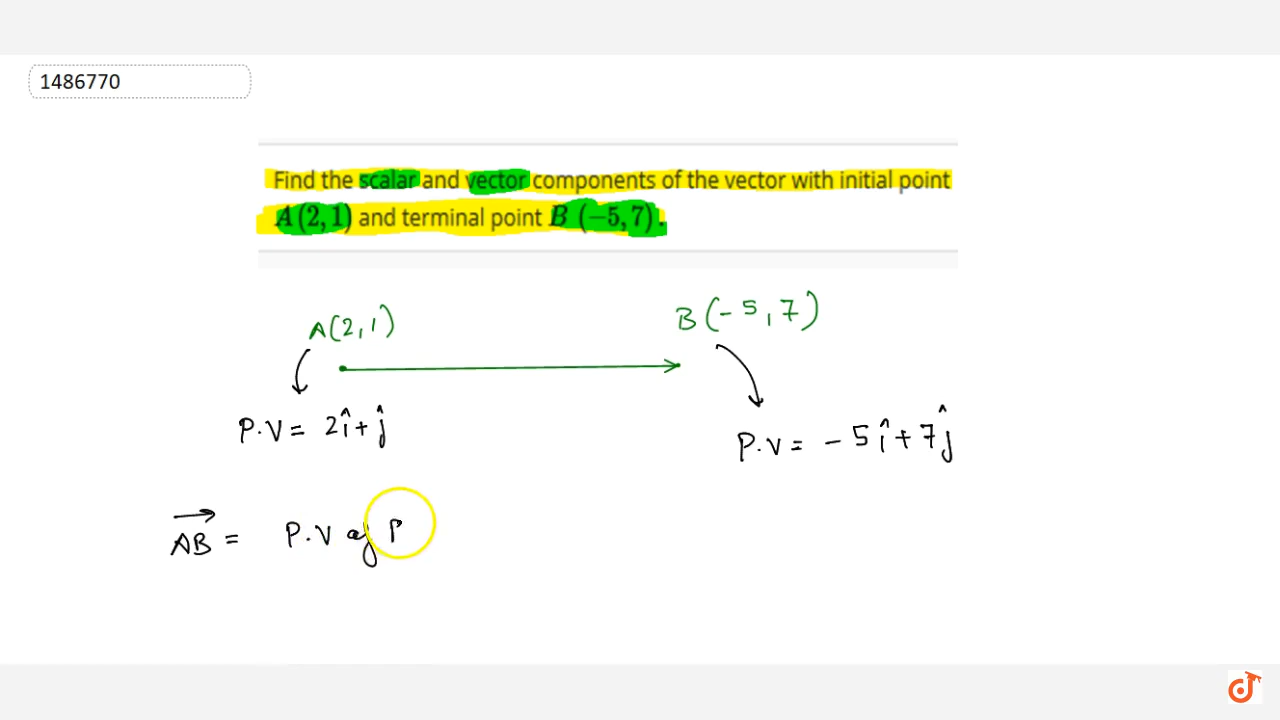 1486770
Find the scalar and vector components of the vector with initial point
A(2, 1) and terminal point B (−5, 7).
A(2,1)
B(-5,7)
P.V = 2î + ĵ
P.V = -5î + 7ĵ
AB⃗ = P.V of